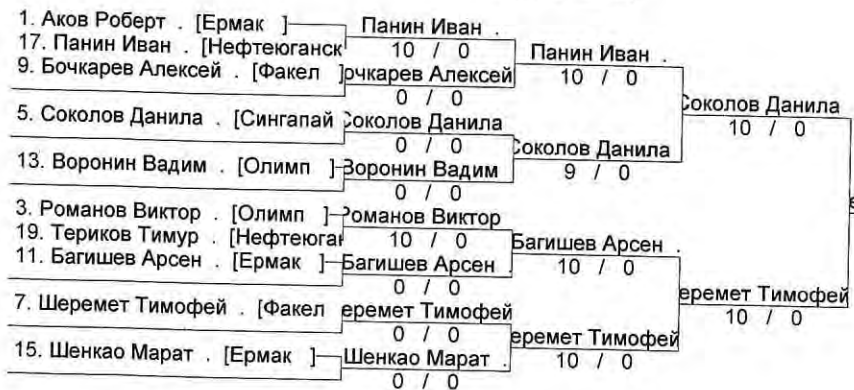 1. Аков Роберт . [Ермак ]
17. Панин Иван . [Нефтеюганск
9. Бочкарев Алексей . [Факел ]
5. Соколов Данила . [Сингапай
13. Воронин Вадим . [Олимп ]
3. Романов Виктор . [Олимп ]
19. Териков Тимур . [Нефтеюган
11. Багишев Арсен . [Ермак ]
7. Шеремет Тимофей . [Факел
15. Шенкао Марат . [Ермак ]
Панин Иван .
10 / 0
очкарев Алексей
0 / 0
Соколов Данила
0 / 0
Воронин Вадим
0 / 0
Романов Виктор
10 / 0
Багишев Арсен .
0 / 0
еремет Тимофей
0 / 0
Шенкао Марат .
0 / 0
Панин Иван .
10 / 0
Соколов Данила
9 / 0
Багишев Арсен .
10 / 0
еремет Тимофей
10 / 0
Соколов Данила
10 / 0
еремет Тимофей
10 / 0